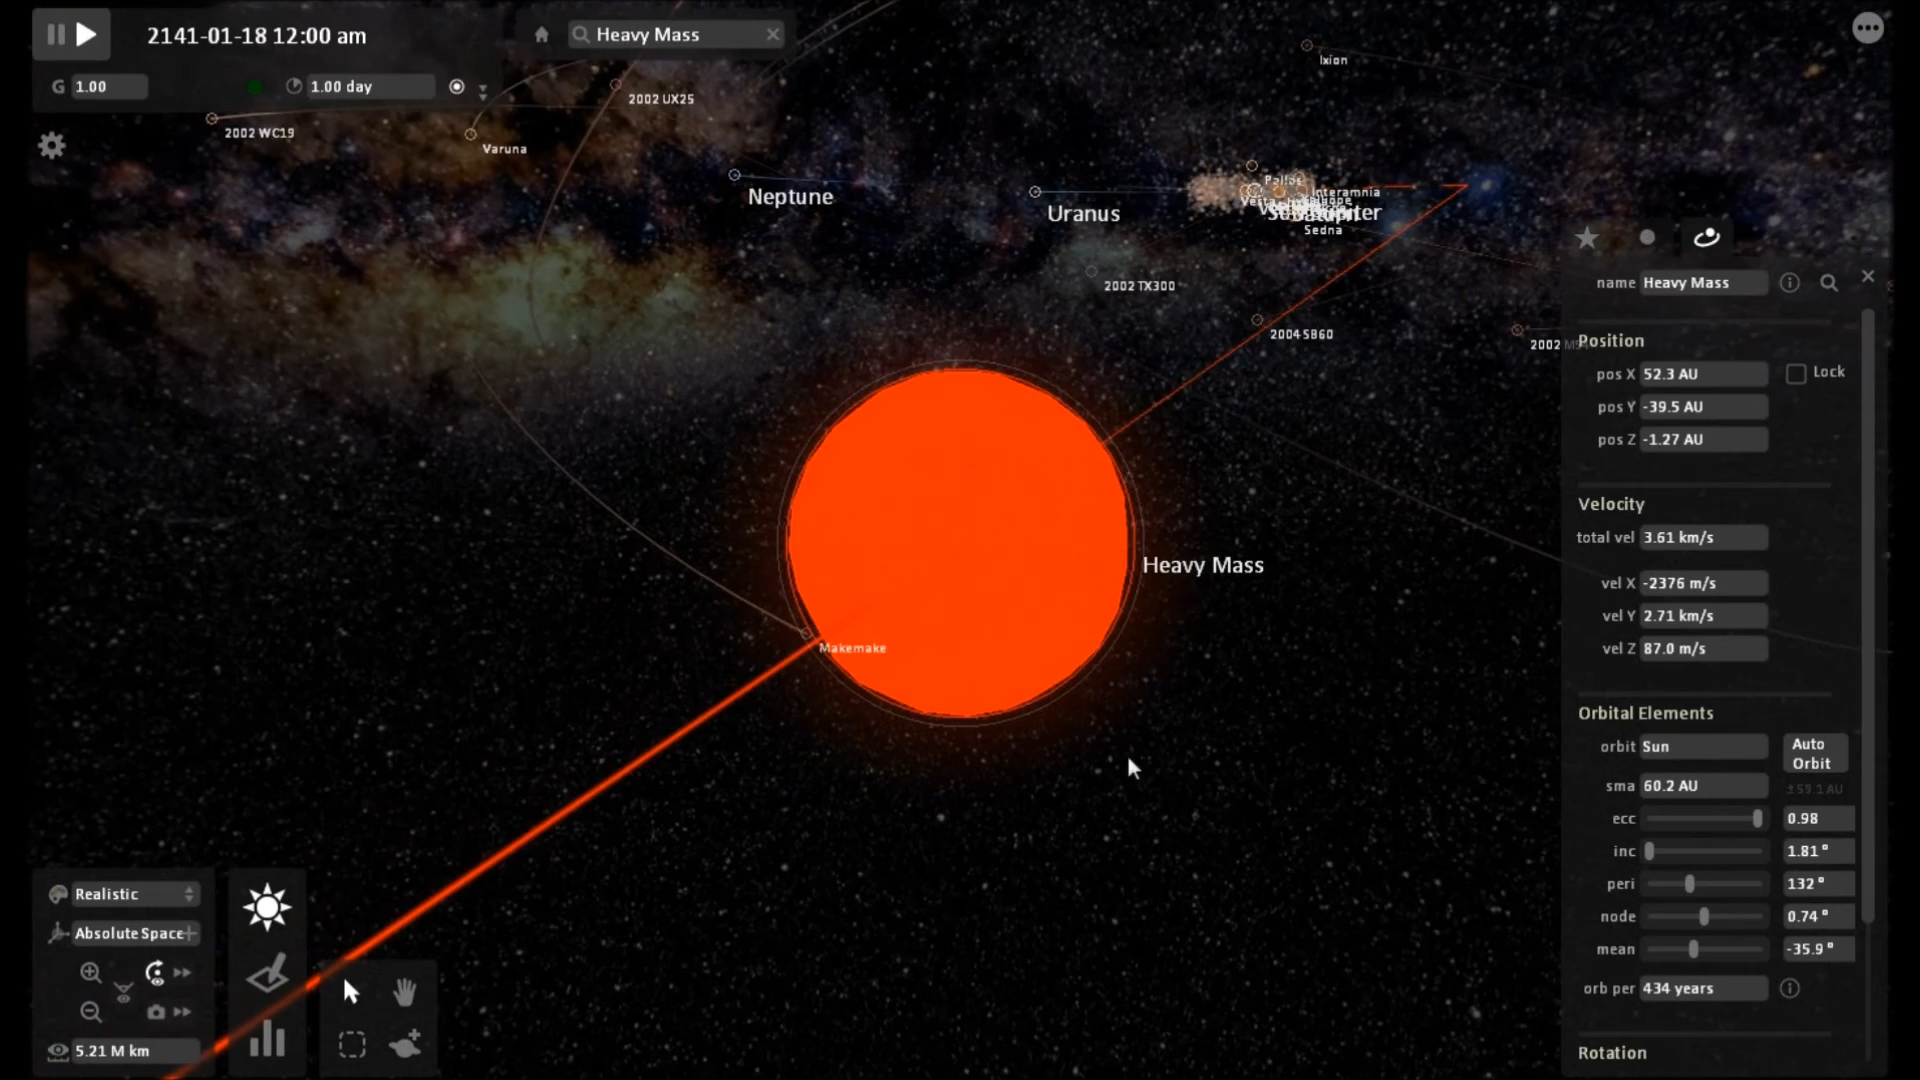 2141-01-18 12:00 am
Heavy Mass
G 1.00
1.00 day
Ixion
2002 UX25
2002 WC19
Varuna
Pallas
Neptune
Interamnia
Uranus
Sedna
2002 TX300
2004 SB60
2002
name Heavy Mass
Position
pos X 52.3 AU
Lock
pos Y -39.5 AU
pos Z -1.27 AU
Velocity
total vel 3.61 km/s
Heavy Mass
vel X -2376 m/s
vel Y 2.71 km/s
vel Z 87.0 m/s
Makemake
Orbital Elements
orbit Sun
Auto
Orbit
sma 60.2 AU
±59.1 AU
ecc 0.98
inc 1.81°
peri 132°
node 0.74°
mean -35.9°
orb per 434 years
Rotation
Realistic
Absolute Space
5.21 M km